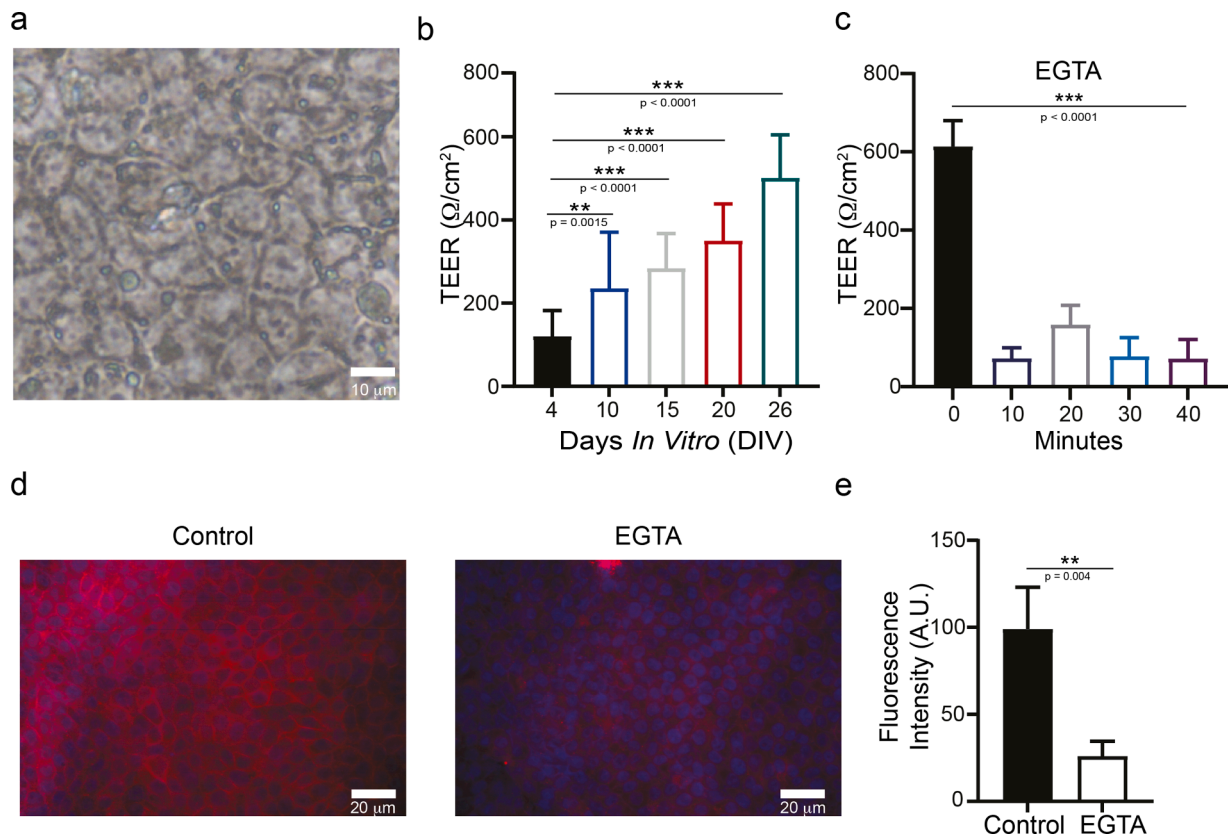 a
10 μm
b
800
600
400
200
0
TEER (Ω/cm²)
***
p < 0.0001
***
p < 0.0001
***
p < 0.0001
**
p = 0.0015
4 10 15 20 26
Days In Vitro (DIV)
c
EGTA
800
600
400
200
0
TEER (Ω/cm²)
***
p < 0.0001
0 10 20 30 40
Minutes
d
Control
20 μm
EGTA
20 μm
e
150
100
50
0
Fluorescence
Intensity (A.U.)
**
p = 0.004
Control EGTA